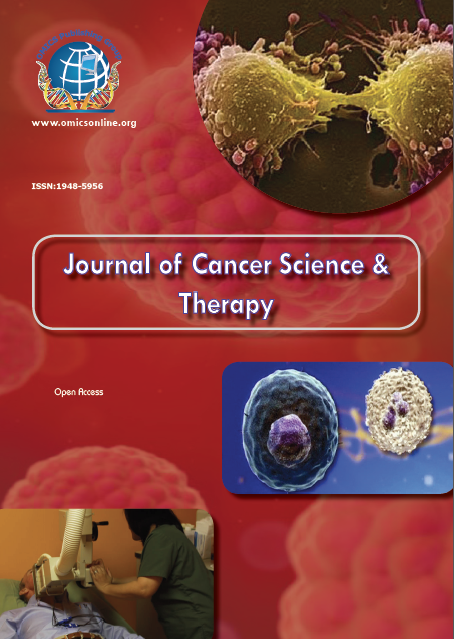 www.omicsonline.org
ISSN:1948-5956
Journal of Cancer Science &
Therapy
Open Access